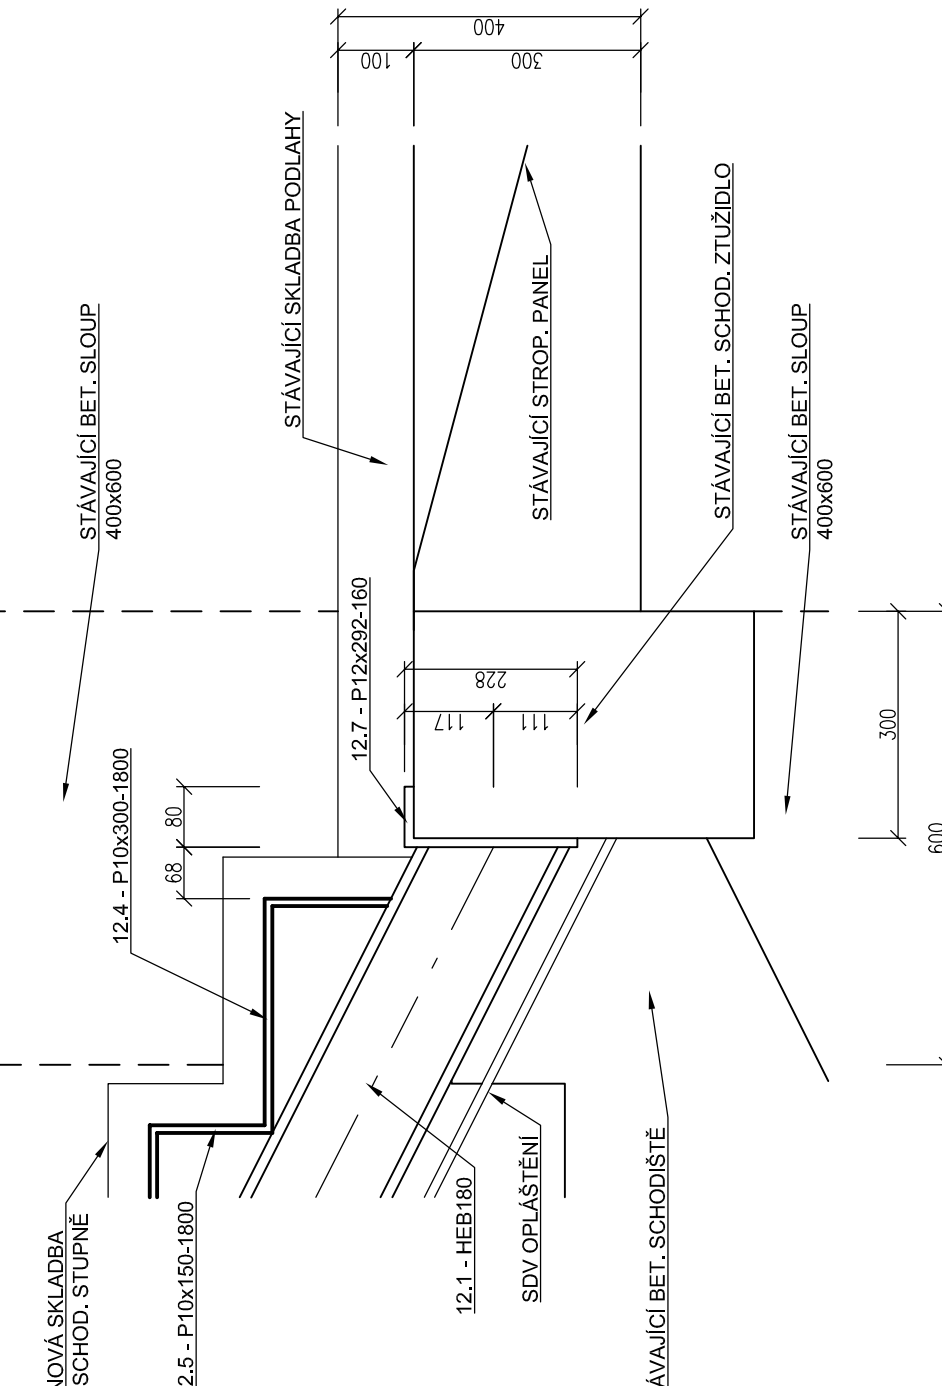 400
100
300
STÁVAJÍCÍ SKLADBA PODLAHY
STÁVAJÍCÍ BET. SLOUP
400x600
STÁVAJÍCÍ STROP. PANEL
STÁVAJÍCÍ BET. SCHOD. ZTUŽIDLO
STÁVAJÍCÍ BET. SLOUP
400x600
12.7 - P12x292-160
228
117
111
300
600
12.4 - P10x300-1800
80
68
NOVÁ SKLADBA
SCHOD. STUPNĚ
2.5 - P10x150-1800
12.1 - HEB180
SDV OPLÁŠTĚNÍ
ÁVAJÍCÍ BET. SCHODIŠTĚ